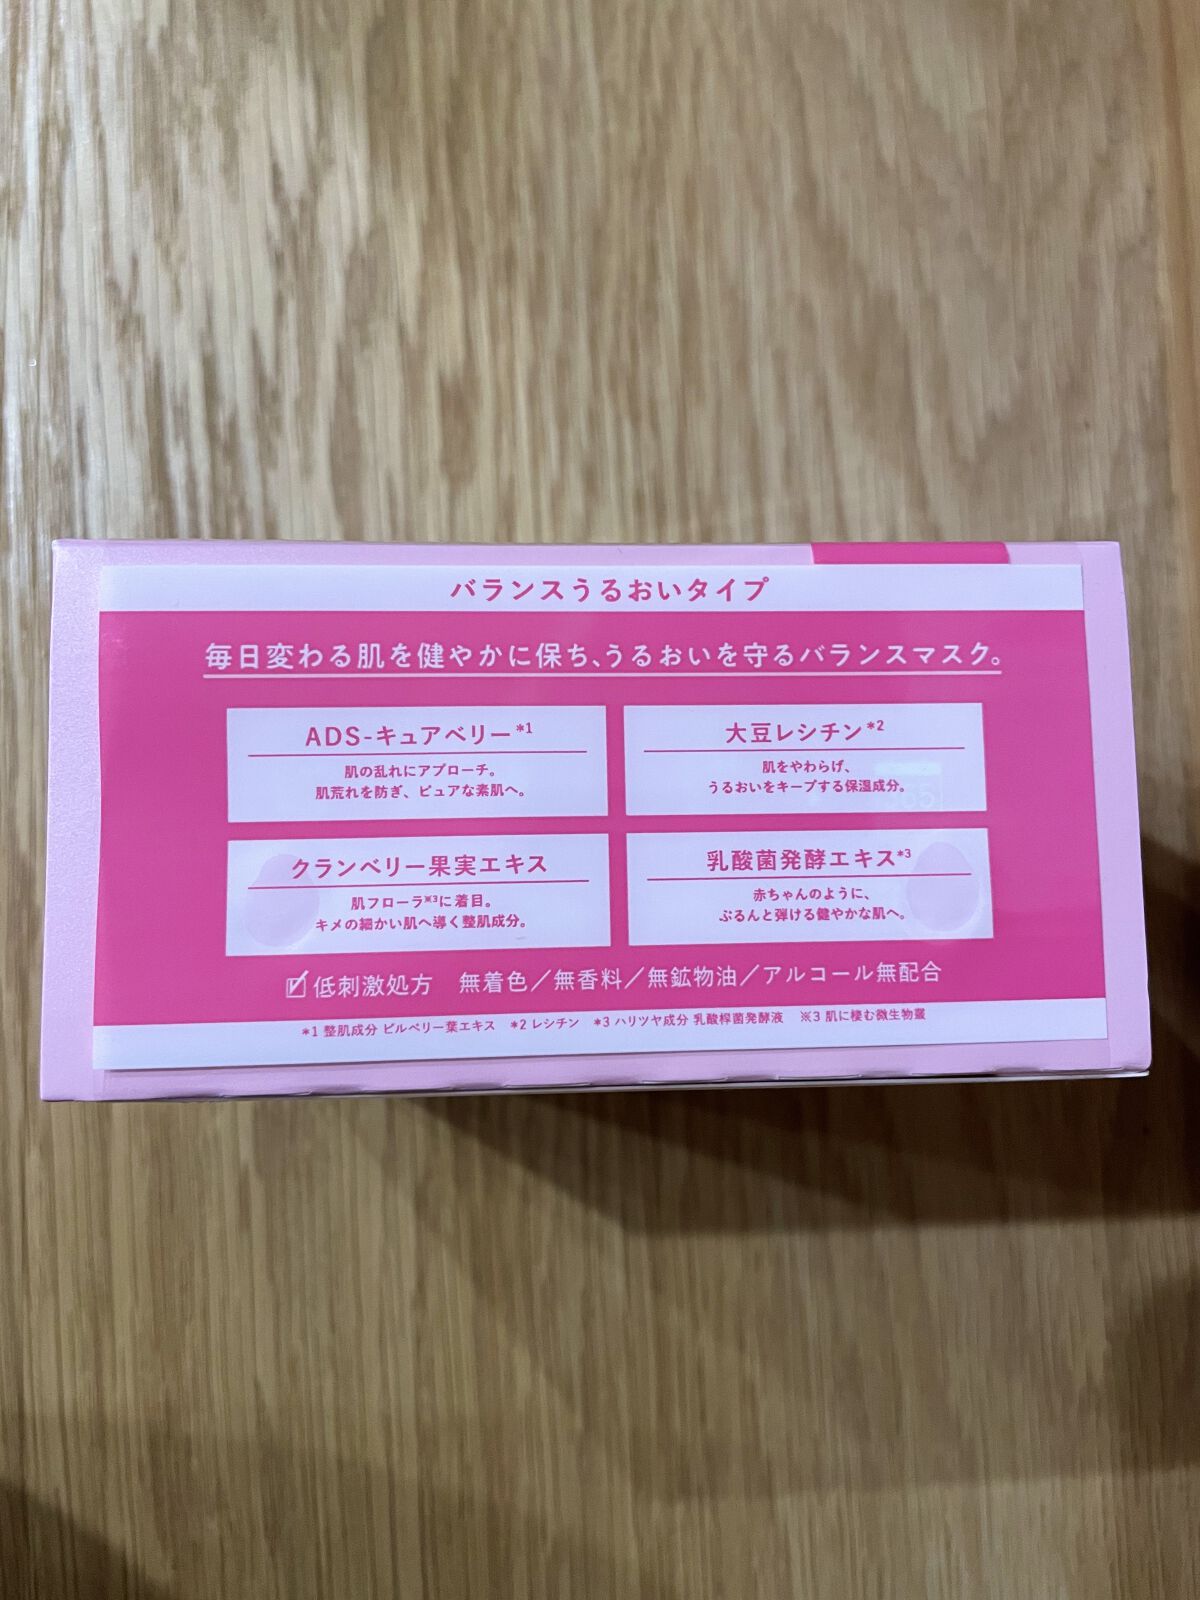 バランスうるおいタイプ
毎日変わる肌を健やかに保ち、うるおいを守るバランスマスク。
ADS-キュアベリー*1
肌の乱れにアプローチ。
肌荒れを防ぎ、ピュアな素肌へ。
大豆レシチン*2
肌をやわらげ、
うるおいをキープする保湿成分。
クランベリー果実エキス
肌フローラ※3に着目。
キメの細かい肌へ導く整肌成分。
乳酸菌発酵エキス*3
赤ちゃんのように、
ぷるんと弾ける健やかな肌へ。
低刺激処方 無着色／無香料／無鉱物油／アルコール無配合
*1 整肌成分 ビルベリー葉エキス *2 レシチン *3 ハリツヤ成分 乳酸桿菌発酵液 ※3 肌に棲む微生物叢